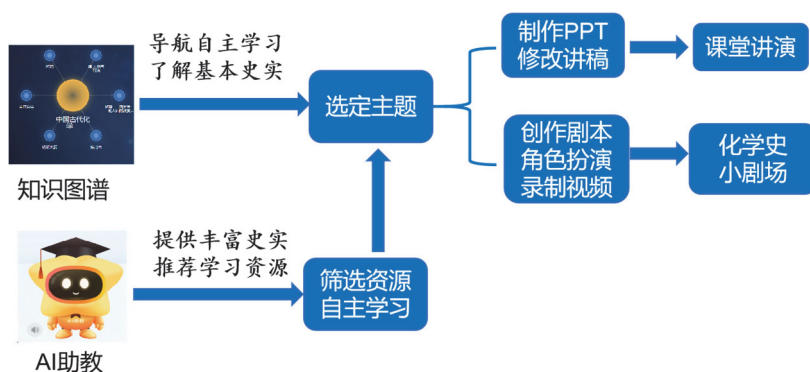 导航自主学习
了解基本史实
中国古代化
学
知识图谱
选定主题
制作PPT
修改讲稿
课堂讲演
创作剧本
角色扮演
录制视频
化学史
小剧场
提供丰富史实
推荐学习资源
筛选资源
自主学习
AI助教